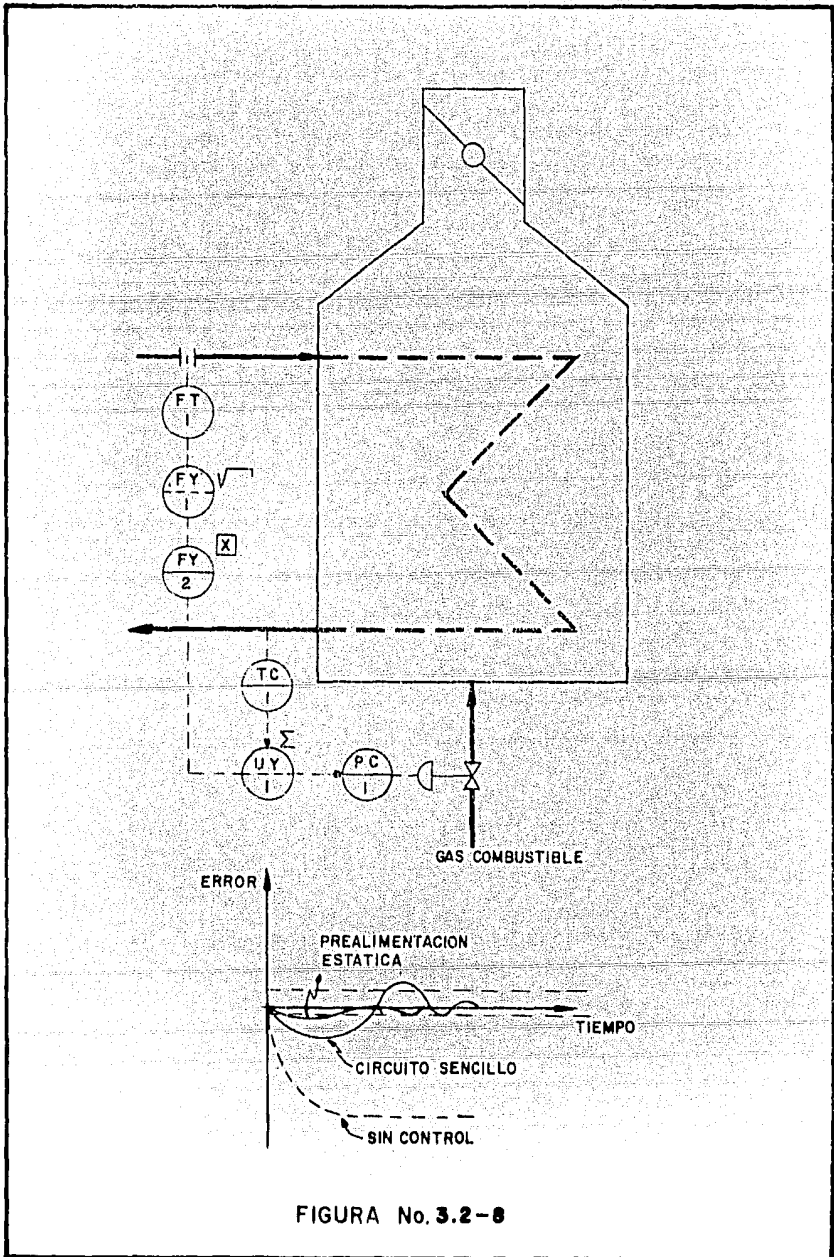 FT
1
FY
1
√
FY
2
X
TC
1
Σ
UY
1
PC
1
GAS COMBUSTIBLE
ERROR
PREALIMENTACION
ESTATICA
TIEMPO
CIRCUITO SENCILLO
SIN CONTROL
FIGURA No. 3.2-8